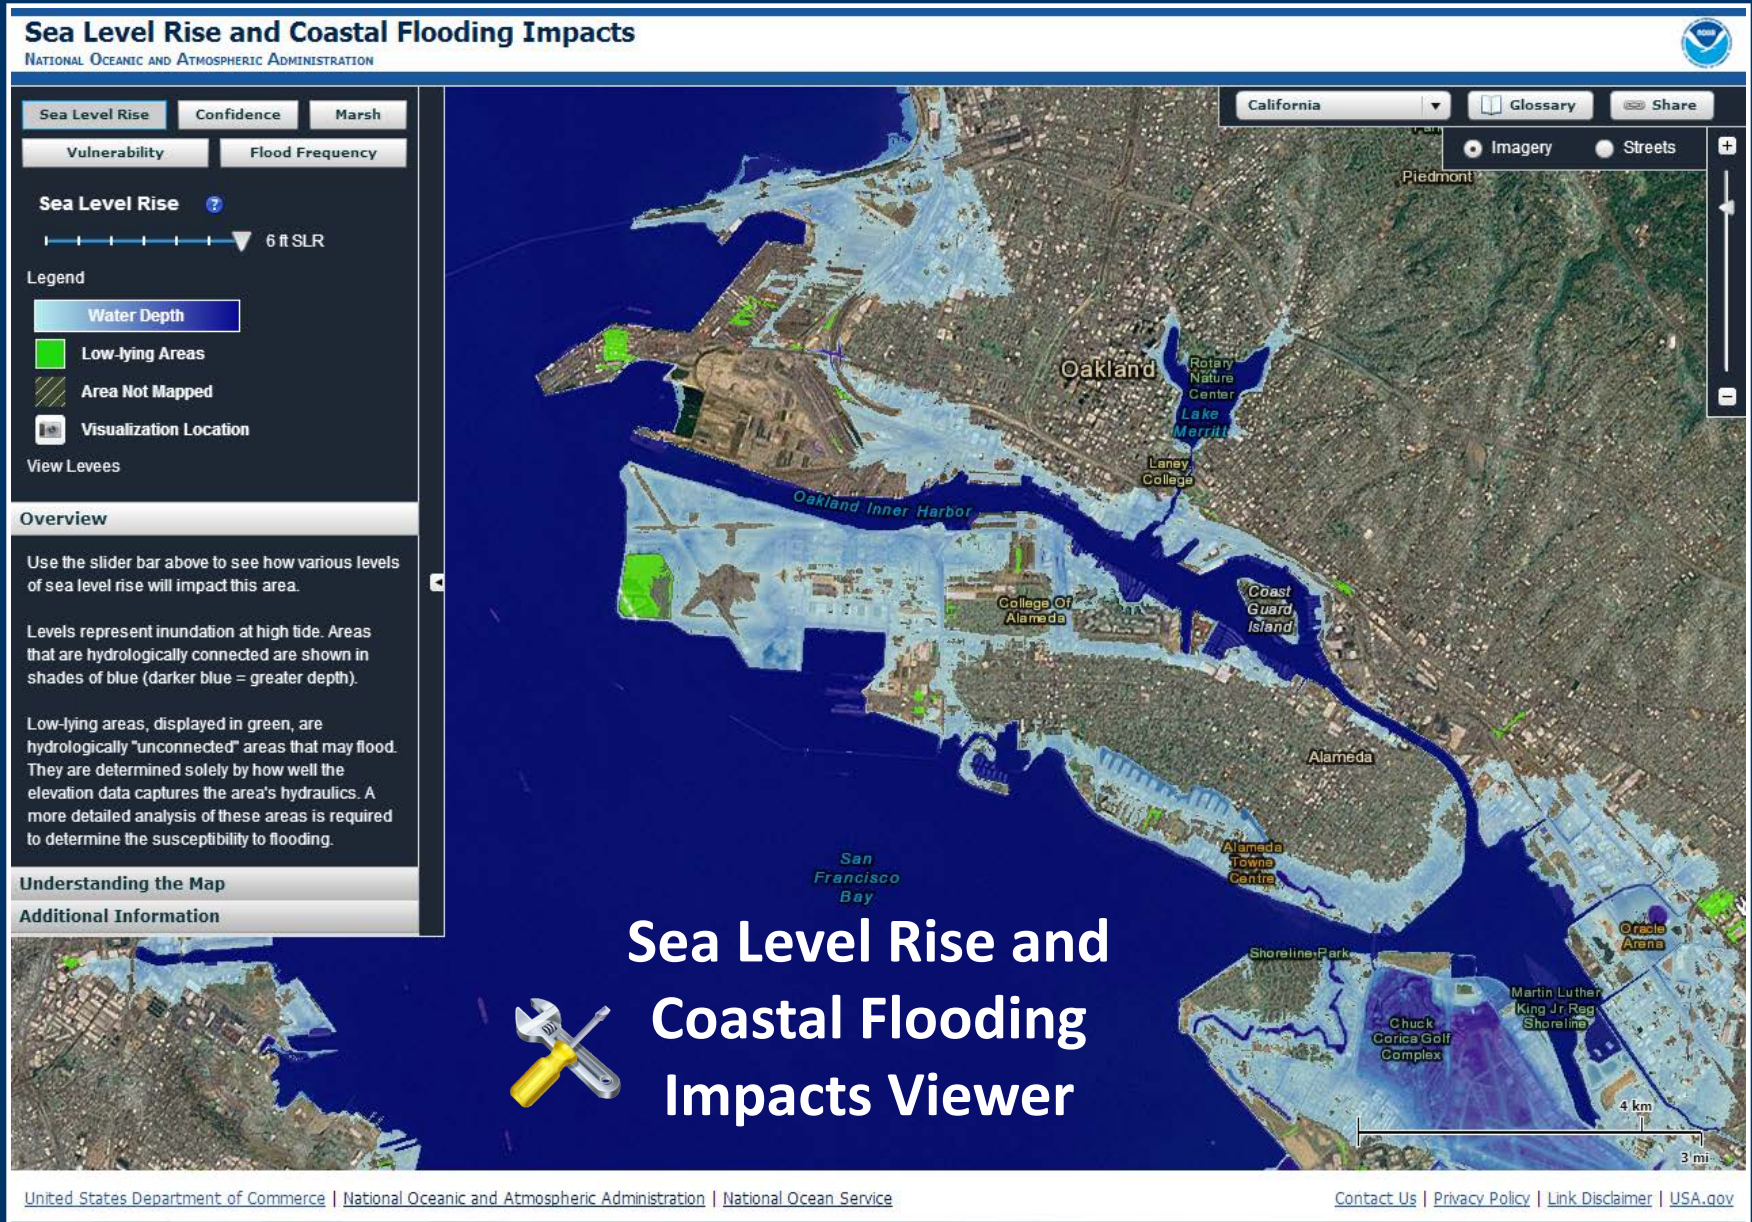 Sea Level Rise and Coastal Flooding Impacts
NATIONAL OCEANIC AND ATMOSPHERIC ADMINISTRATION
NOAA
Sea Level Rise
Confidence
Marsh
Vulnerability
Flood Frequency
Sea Level Rise ?
6 ft SLR
Legend
Water Depth
Low-lying Areas
Area Not Mapped
Visualization Location
View Levees
Overview
Use the slider bar above to see how various levels
of sea level rise will impact this area.
Levels represent inundation at high tide. Areas
that are hydrologically connected are shown in
shades of blue (darker blue = greater depth).
Low-lying areas, displayed in green, are
hydrologically "unconnected" areas that may flood.
They are determined solely by how well the
elevation data captures the area's hydraulics. A
more detailed analysis of these areas is required
to determine the susceptibility to flooding.
Understanding the Map
Additional Information
California
Glossary
Share
Imagery
Streets
+
−
Piedmont
Oakland
Rotary
Nature
Center
Lake
Merritt
Laney
College
Oakland Inner Harbor
College Of
Alameda
Coast
Guard
Island
Alameda
Alameda
Towne
Centre
San
Francisco
Bay
Oracle
Arena
Shoreline Park
Martin Luther
King Jr Reg
Shoreline
Chuck
Corica Golf
Complex
Sea Level Rise and
Coastal Flooding
Impacts Viewer
4 km
3 mi
United States Department of Commerce | National Oceanic and Atmospheric Administration | National Ocean Service
Contact Us | Privacy Policy | Link Disclaimer | USA.gov